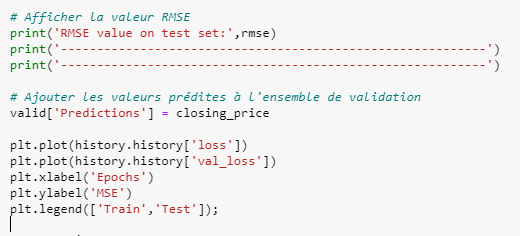 # Afficher la valeur RMSE
print('RMSE value on test set:',rmse)
print('-----------------------------------------------------------')
print('-----------------------------------------------------------')
# Ajouter les valeurs prédites à l'ensemble de validation
valid['Predictions'] = closing_price
plt.plot(history.history['loss'])
plt.plot(history.history['val_loss'])
plt.xlabel('Epochs')
plt.ylabel('MSE')
plt.legend(['Train','Test']);